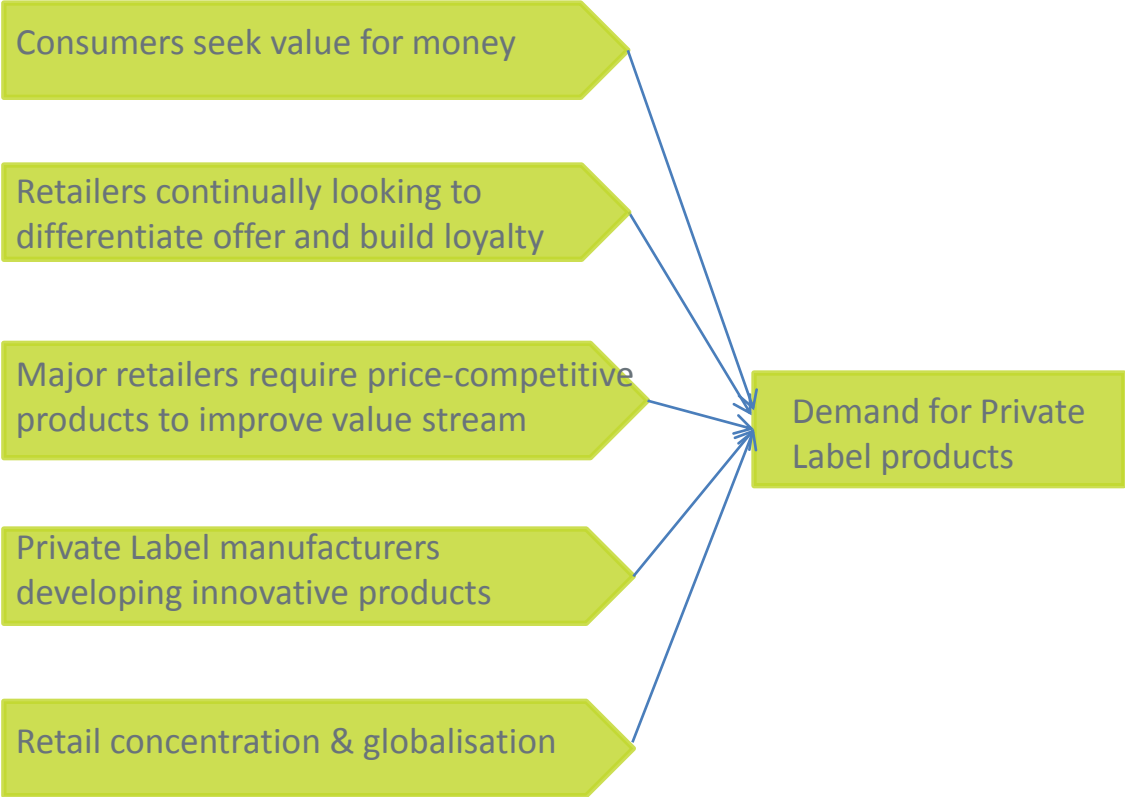 Consumers seek value for money
Retailers continually looking to
differentiate offer and build loyalty
Major retailers require price-competitive
products to improve value stream
Private Label manufacturers
developing innovative products
Retail concentration & globalisation
Demand for Private
Label products